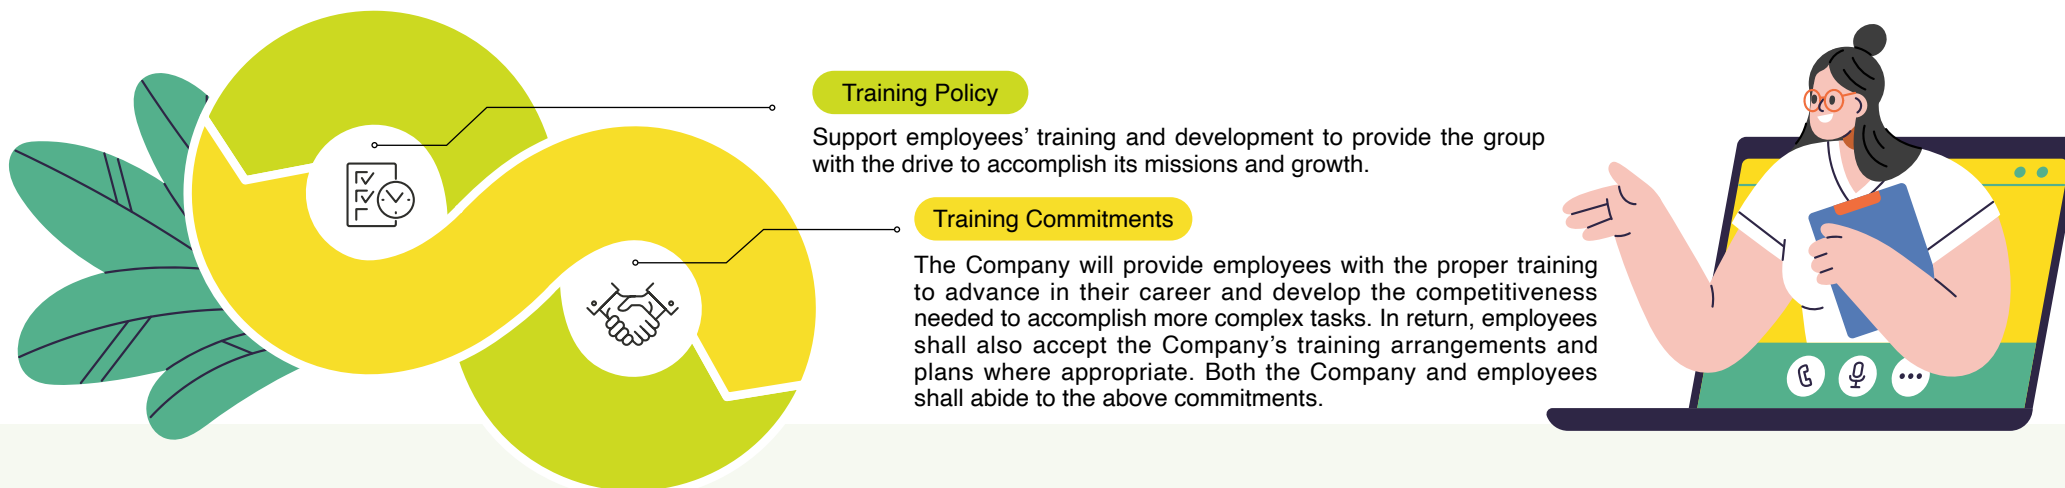 Training Policy
Support employees’ training and development to provide the group
with the drive to accomplish its missions and growth.
Training Commitments
The Company will provide employees with the proper training
to advance in their career and develop the competitiveness
needed to accomplish more complex tasks. In return, employees
shall also accept the Company’s training arrangements and
plans where appropriate. Both the Company and employees
shall abide to the above commitments.